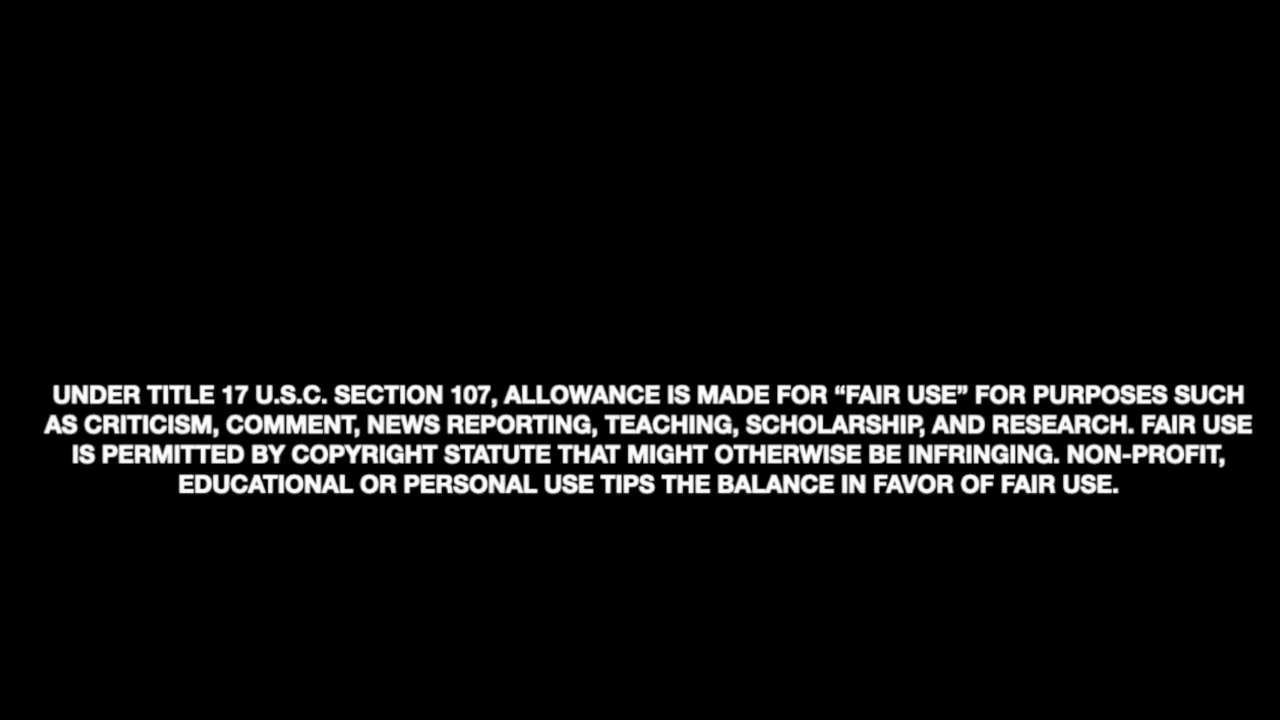 UNDER TITLE 17 U.S.C. SECTION 107, ALLOWANCE IS MADE FOR “FAIR USE” FOR PURPOSES SUCH
AS CRITICISM, COMMENT, NEWS REPORTING, TEACHING, SCHOLARSHIP, AND RESEARCH. FAIR USE
IS PERMITTED BY COPYRIGHT STATUTE THAT MIGHT OTHERWISE BE INFRINGING. NON-PROFIT,
EDUCATIONAL OR PERSONAL USE TIPS THE BALANCE IN FAVOR OF FAIR USE.